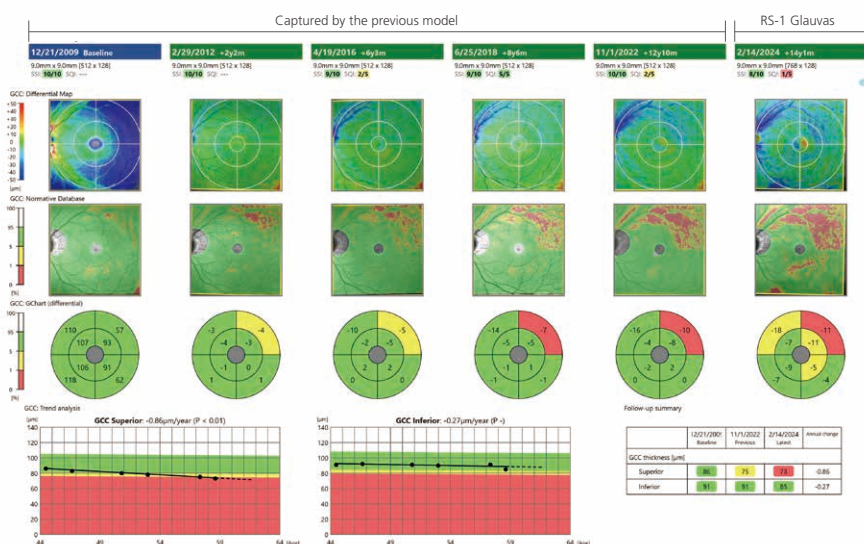 Captured by the previous model
RS-1 Glauvas
12/21/2009 Baseline
9.0mm x 9.0mm [512 x 128]
SSI: 10/10 SQI: ---
2/29/2012 +2y2m
9.0mm x 9.0mm [512 x 128]
SSI: 10/10 SQI: ---
4/19/2016 +6y3m
9.0mm x 9.0mm [512 x 128]
SSI: 9/10 SQI: 2/5
6/25/2018 +8y6m
9.0mm x 9.0mm [512 x 128]
SSI: 9/10 SQI: 5/5
11/1/2022 +12y10m
9.0mm x 9.0mm [512 x 128]
SSI: 10/10 SQI: 2/5
2/14/2024 +14y1m
9.0mm x 9.0mm [768 x 128]
SSI: 8/10 SQI: 1/5
GCC: Differential Map
+50
+40
+30
+20
+10
0
-10
-20
-30
-40
-50
[µm]
GCC: Normative Database
100
95
5
1
0
[%]
GCC: GChart (differential)
100
95
5
1
0
[%]
110 57
107 93
106 91
118 62
-3 -4
-4 -3
-1 0
1 1
-10 -5
-2 -5
2 -2
0 0
-14 -7
-5 -5
-2 -1
-1 -1
-16 -10
-4 -8
-2 -1
0 0
-18 -11
-7 -11
-9 -5
-7 -4
GCC: Trend analysis
[µm]
GCC Superior: -0.86µm/year (P < 0.01)
140
120
100
80
60
40
20
0
44 49 54 59 64
[µm]
GCC Inferior: -0.27µm/year (P -)
140
120
100
80
60
40
20
0
44 49 54 59 64
Follow-up summary
12/21/2009 11/1/2022 2/14/2024 Annual change
Baseline Previous Latest
GCC thickness [µm]
Superior 86 75 73 -0.86
Inferior 91 91 85 -0.27